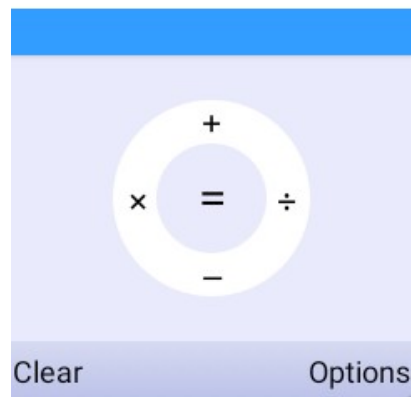 +
× = ÷
−
Clear Options